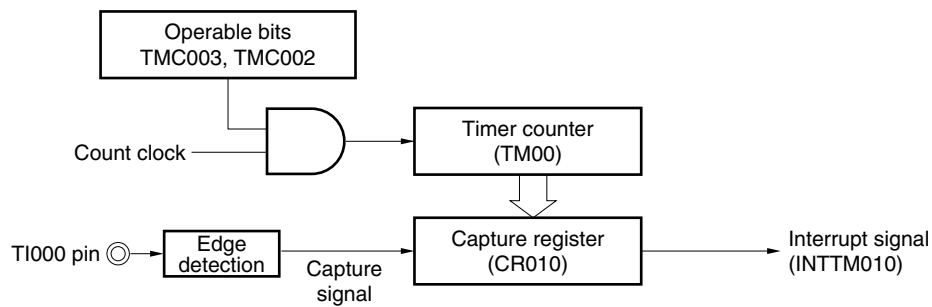 Operable bits
TMC003, TMC002
Count clock
Timer counter
(TM00)
TI000 pin
Edge
detection
Capture
signal
Capture register
(CR010)
Interrupt signal
(INTTM010)